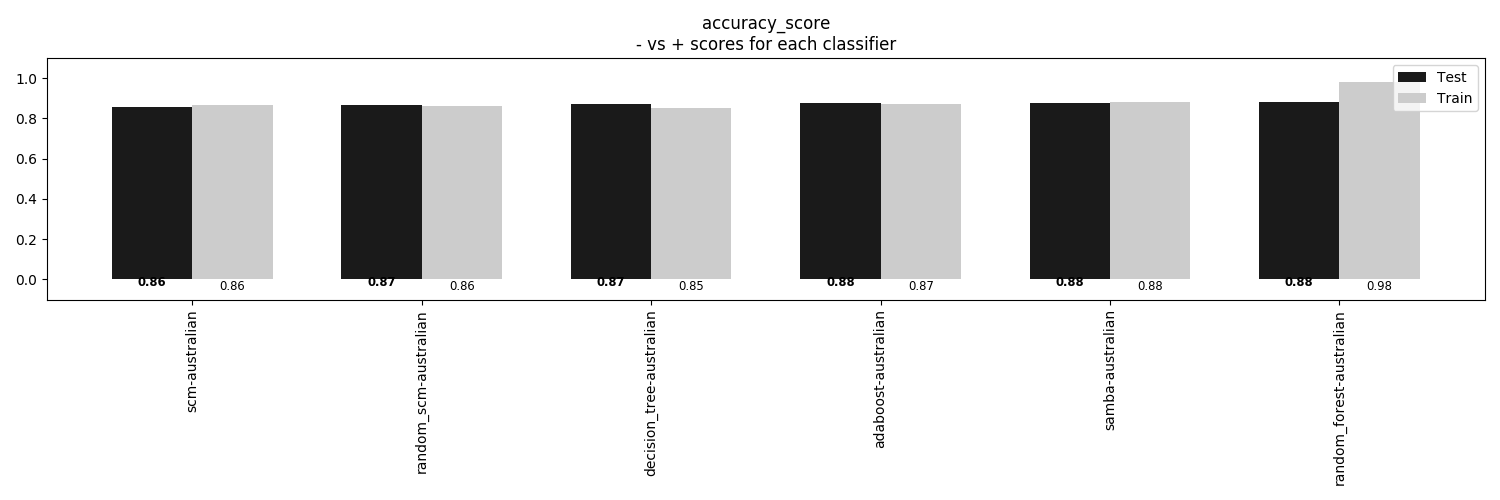 accuracy_score
- vs + scores for each classifier
1.0
0.8
0.6
0.4
0.2
0.0
Test
Train
0.86 0.86
0.87 0.86
0.87 0.85
0.88 0.87
0.88 0.88
0.88 0.98
scm-australian
random_scm-australian
decision_tree-australian
adaboost-australian
samba-australian
random_forest-australian